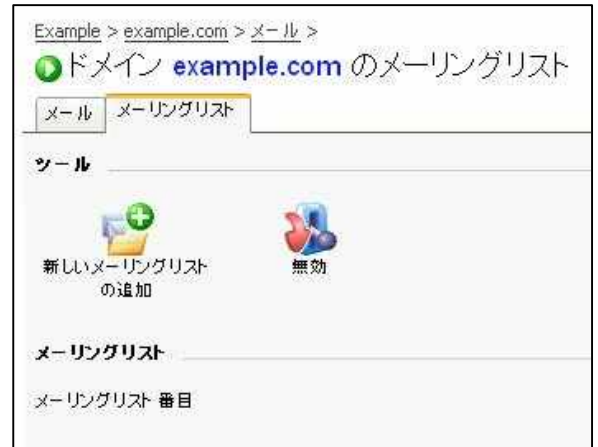 Example > example.com > メール >
ドメイン example.com のメーリングリスト
メール メーリングリスト
ツール
新しいメーリングリスト
の追加
無効
メーリングリスト
メーリングリスト 番目